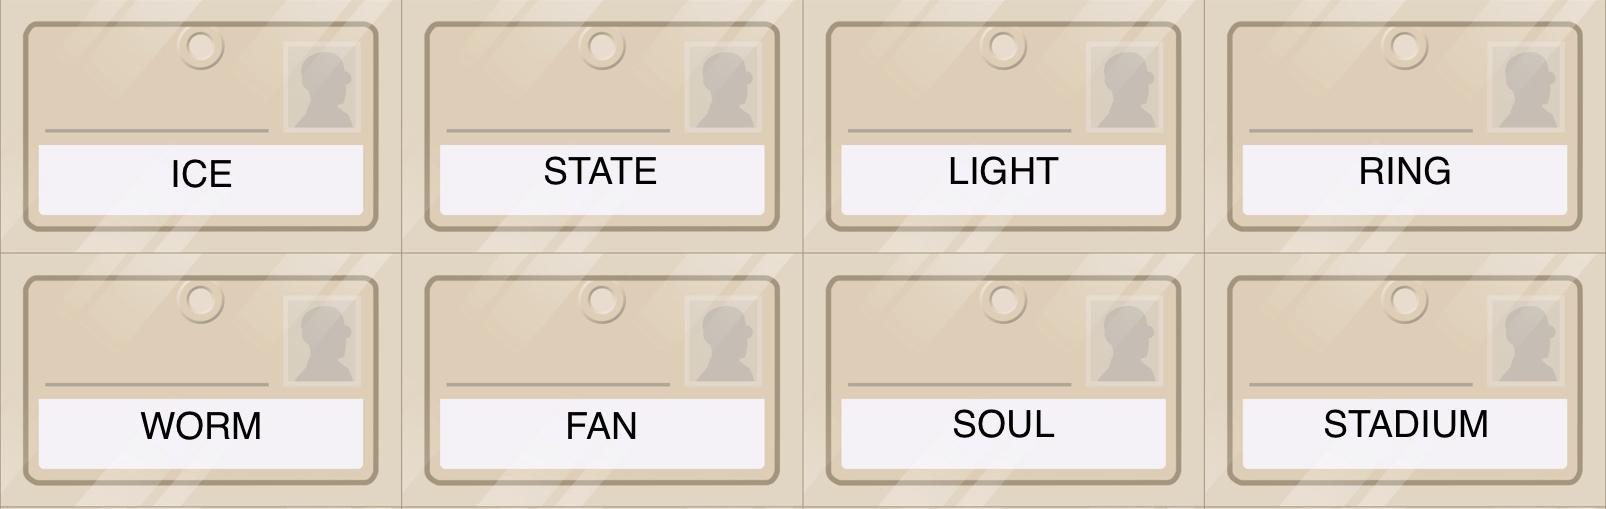 ICE
STATE
LIGHT
RING
WORM
FAN
SOUL
STADIUM